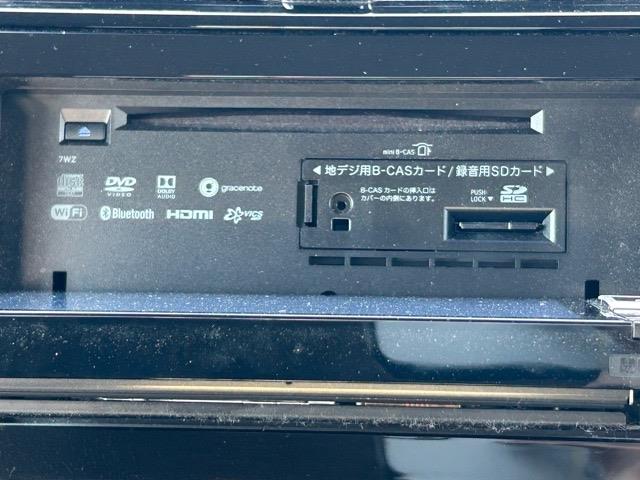 mini B-CAS
7WZ
◀ 地デジ用B-CASカード / 録音用SDカード ▶
B-CAS カードの挿入口は
カバーの内側にあります。
PUSH-
LOCK ▼
SD
HC
COMPACT
disc
DVD
VIDEO
DOLBY
AUDIO
gracenote
Wi Fi
Bluetooth
HDMI
VICS